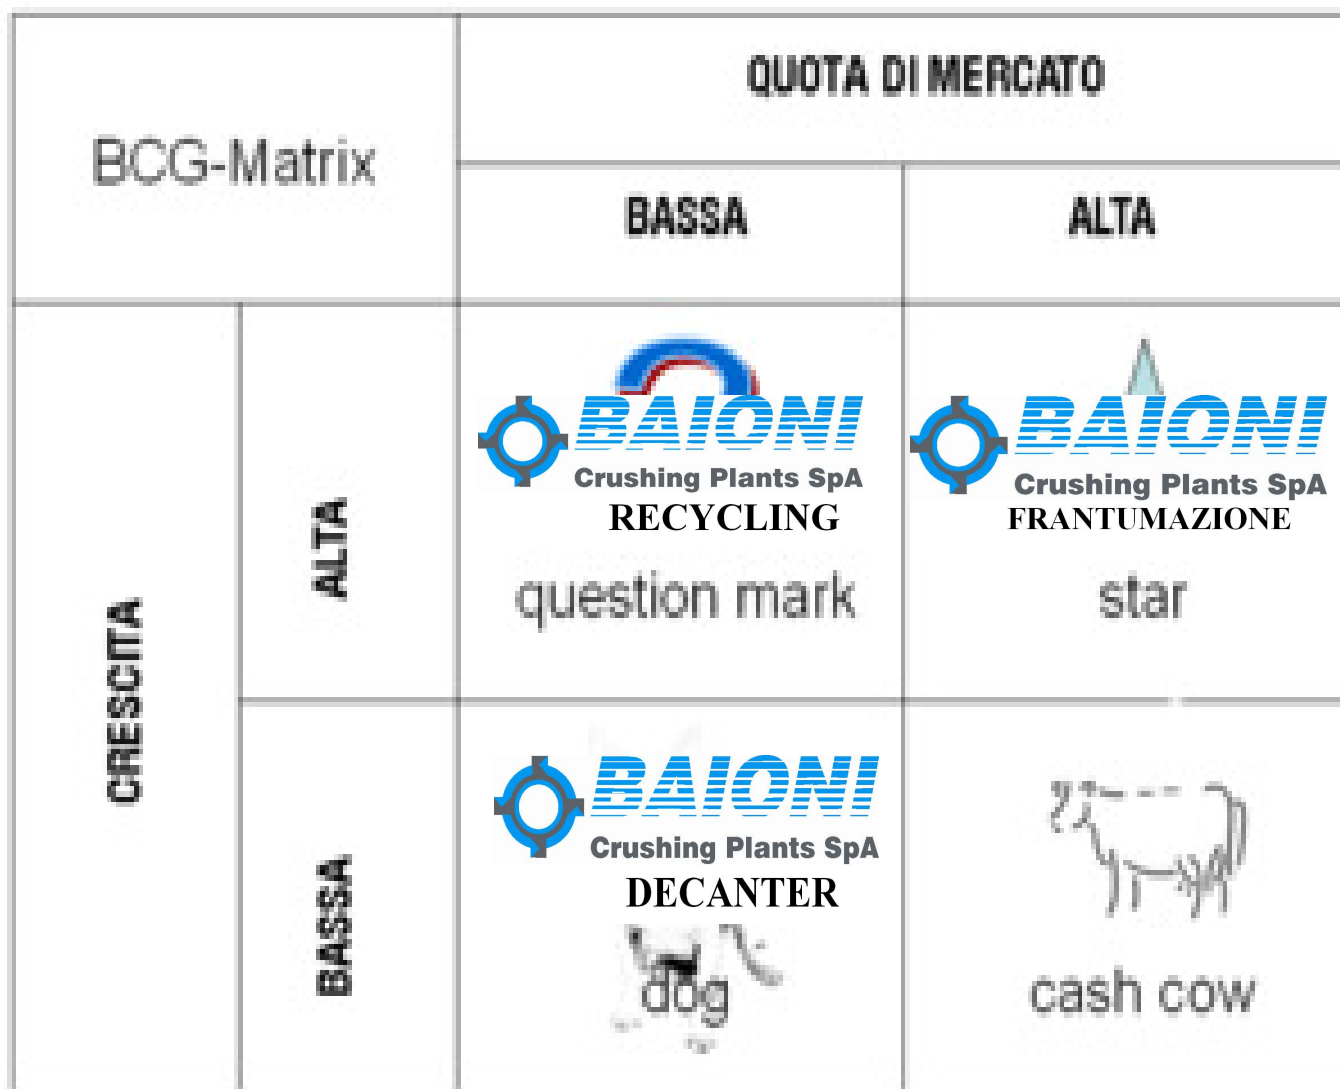 BCG-Matrix
QUOTA DI MERCATO
BASSA
ALTA
CRESCITA
ALTA
BAIONI
Crushing Plants SpA
RECYCLING
question mark
BAIONI
Crushing Plants SpA
FRANTUMAZIONE
star
BASSA
BAIONI
Crushing Plants SpA
DECANTER
dog
cash cow